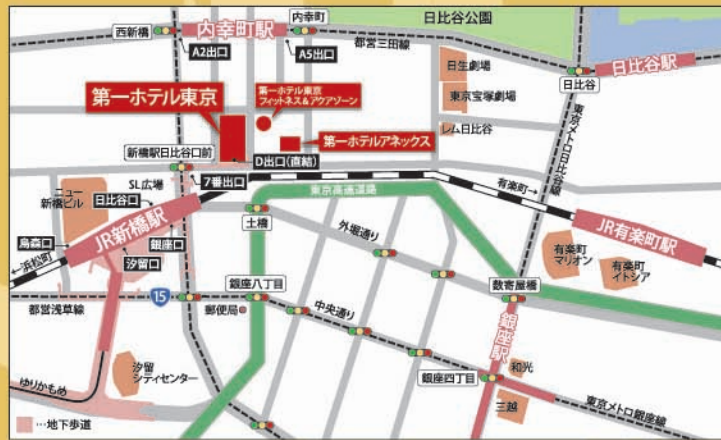 西新橋
内幸町駅
内幸町
日比谷公園
A2出口
A5出口
都営三田線
日生劇場
日比谷駅
東京宝塚劇場
日比谷
レム日比谷
第一ホテル東京
第一ホテル東京
フィットネス&アクアゾーン
第一ホテルアネックス
東京メトロ日比谷線
新橋駅日比谷口前
D出口(直結)
SL広場
7番出口
東京高速道路
有楽町→
ニュー
新橋ビル
日比谷口
JR新橋駅
烏森口
銀座口
汐留口
土橋
外堀通り
JR有楽町駅
有楽町
マリオン
有楽町
イトシア
←浜松町
数寄屋橋
銀座八丁目
15
都営浅草線
郵便局
中央通り
銀座駅
汐留
シティセンター
ゆりかもめ
銀座四丁目
和光
三越
東京メトロ銀座線
…地下歩道